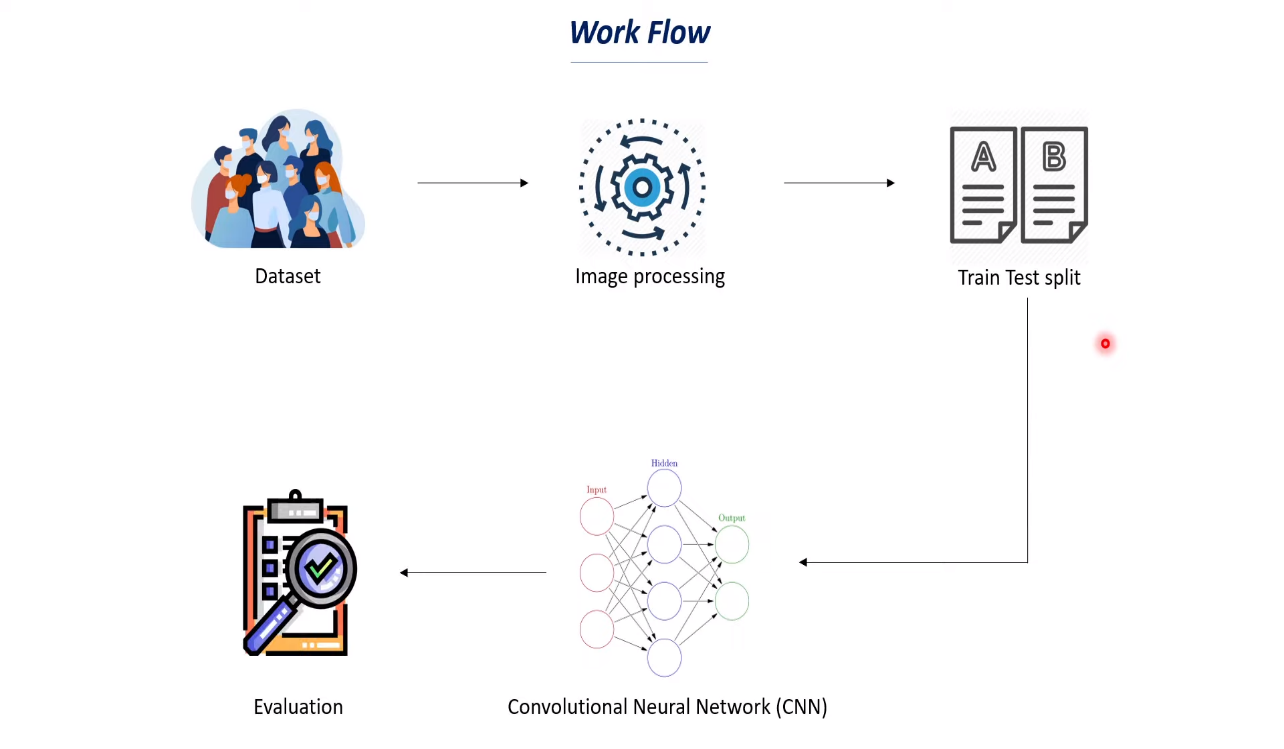 Work Flow
Dataset
Image processing
A
B
Train Test split
Hidden
Input
Output
Evaluation
Convolutional Neural Network (CNN)